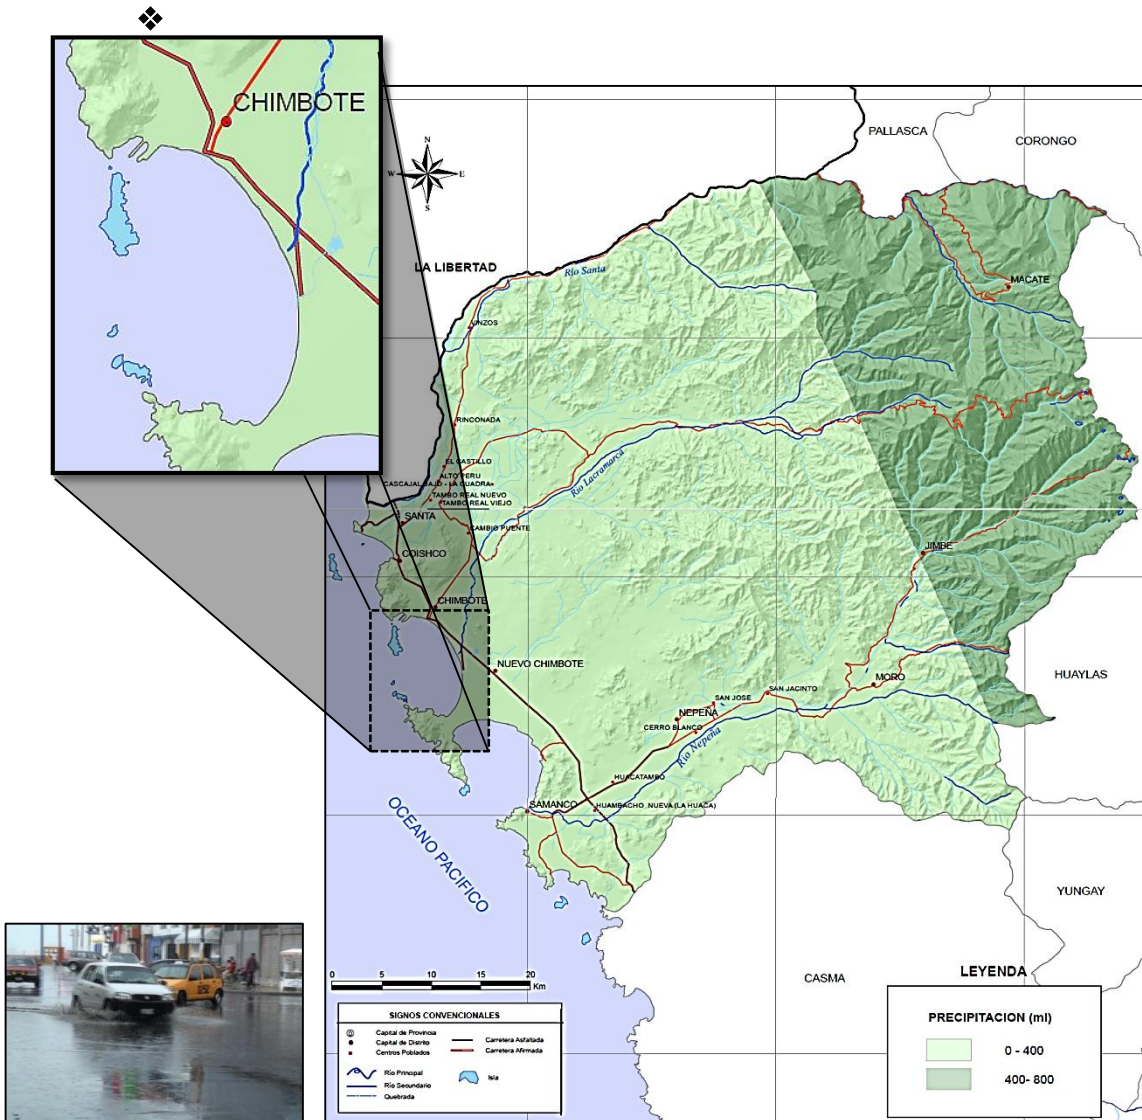 ❖
CHIMBOTE
PALLASCA
CORONGO
N
W
E
S
LA LIBERTAD
Río Santa
MACATE
VINZOS
RINCONADA
EL CASTILLO
ALTO PERU
CASCAJAL BAJO - LA CUADRA
TAMBO REAL NUEVO
TAMBO REAL VIEJO
SANTA
CAMBIO PUENTE
Río Lacramarca
COISHCO
JIMBE
CHIMBOTE
NUEVO CHIMBOTE
HUAYLAS
MORO
SAN JACINTO
SAN JOSE
NEPEÑA
CERRO BLANCO
Río Nepeña
HUACATAMBO
SAMANCO
HUAMBACHO NUEVA (LA HUACA)
OCEANO PACIFICO
YUNGAY
CASMA
0 5 10 15 20
Km
SIGNOS CONVENCIONALES
Capital de Provincia
Capital de Distrito
Centros Poblados
Carretera Asfaltada
Carretera Afirmada
Río Principal
Río Secundario
Quebrada
Isla
LEYENDA
PRECIPITACION (ml)
0 - 400
400- 800